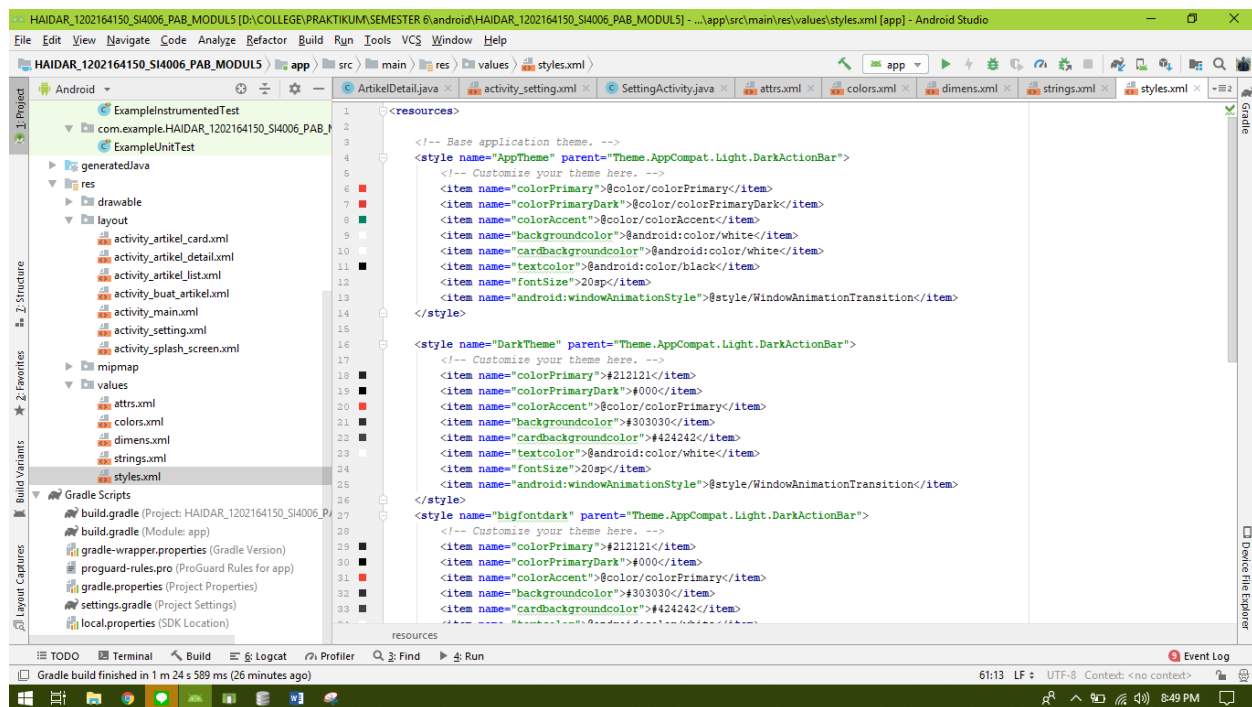 HAIDAR_1202164150_SI4006_PAB_MODUL5 [D:\COLLEGE\PRAKTIKUM\SEMESTER 6\android\HAIDAR_1202164150_SI4006_PAB_MODUL5] - ...\app\src\main\res\values\styles.xml [app] - Android Studio
File Edit View Navigate Code Analyze Refactor Build Run Tools VCS Window Help
HAIDAR_1202164150_SI4006_PAB_MODUL5 app src main res values styles.xml
app
1: Project
Z: Structure
2: Favorites
Build Variants
Layout Captures
Android
ExampleInstrumentedTest
com.example.HAIDAR_1202164150_SI4006_PAB_M
ExampleUnitTest
generatedJava
res
drawable
layout
activity_artikel_card.xml
activity_artikel_detail.xml
activity_artikel_list.xml
activity_buat_artikel.xml
activity_main.xml
activity_setting.xml
activity_splash_screen.xml
mipmap
values
attrs.xml
colors.xml
dimens.xml
strings.xml
styles.xml
Gradle Scripts
build.gradle (Project: HAIDAR_1202164150_SI4006_P
build.gradle (Module: app)
gradle-wrapper.properties (Gradle Version)
proguard-rules.pro (ProGuard Rules for app)
gradle.properties (Project Properties)
settings.gradle (Project Settings)
local.properties (SDK Location)
ArtikelDetail.java activity_setting.xml SettingActivity.java attrs.xml colors.xml dimens.xml strings.xml styles.xml 2
1 <resources>
2
3 <!-- Base application theme. -->
4 <style name="AppTheme" parent="Theme.AppCompat.Light.DarkActionBar">
5 <!-- Customize your theme here. -->
6 <item name="colorPrimary">@color/colorPrimary</item>
7 <item name="colorPrimaryDark">@color/colorPrimaryDark</item>
8 <item name="colorAccent">@color/colorAccent</item>
9 <item name="backgroundcolor">@android:color/white</item>
10 <item name="cardbackgroundcolor">@android:color/white</item>
11 <item name="textcolor">@android:color/black</item>
12 <item name="fontSize">20sp</item>
13 <item name="android:windowAnimationStyle">@style/WindowAnimationTransition</item>
14 </style>
15
16 <style name="DarkTheme" parent="Theme.AppCompat.Light.DarkActionBar">
17 <!-- Customize your theme here. -->
18 <item name="colorPrimary">#212121</item>
19 <item name="colorPrimaryDark">#000</item>
20 <item name="colorAccent">@color/colorPrimary</item>
21 <item name="backgroundcolor">#303030</item>
22 <item name="cardbackgroundcolor">#424242</item>
23 <item name="textcolor">@android:color/white</item>
24 <item name="fontSize">20sp</item>
25 <item name="android:windowAnimationStyle">@style/WindowAnimationTransition</item>
26 </style>
27 <style name="bigfontdark" parent="Theme.AppCompat.Light.DarkActionBar">
28 <!-- Customize your theme here. -->
29 <item name="colorPrimary">#212121</item>
30 <item name="colorPrimaryDark">#000</item>
31 <item name="colorAccent">@color/colorPrimary</item>
32 <item name="backgroundcolor">#303030</item>
33 <item name="cardbackgroundcolor">#424242</item>
resources
Gradle
Device File Explorer
TODO Terminal Build 6: Logcat Profiler 3: Find 4: Run 9 Event Log
Gradle build finished in 1 m 24 s 589 ms (26 minutes ago) 61:13 LF UTF-8 Context: <no context>
8:49 PM